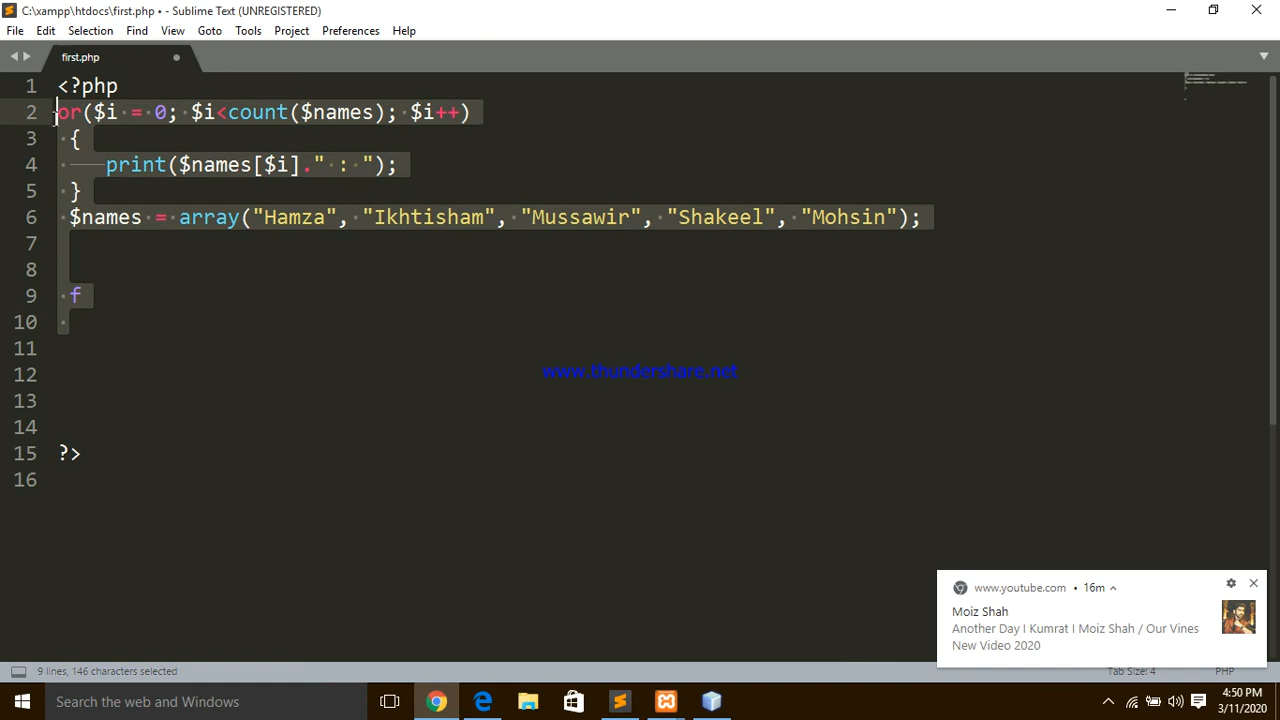 C:\xampp\htdocs\first.php • - Sublime Text (UNREGISTERED)
File Edit Selection Find View Goto Tools Project Preferences Help
first.php
1 <?php
2 or($i = 0; $i<count($names); $i++)
3 {
4 print($names[$i]." : ");
5 }
6 $names = array("Hamza", "Ikhtisham", "Mussawir", "Shakeel", "Mohsin");
7
8
9 f
10
11
www.thundershare.net
12
13
14
15 ?>
16
www.youtube.com • 16m
Moiz Shah
Another Day I Kumrat I Moiz Shah / Our Vines
New Video 2020
9 lines, 146 characters selected
Tab Size: 4 PHP
Search the web and Windows
4:50 PM
3/11/2020